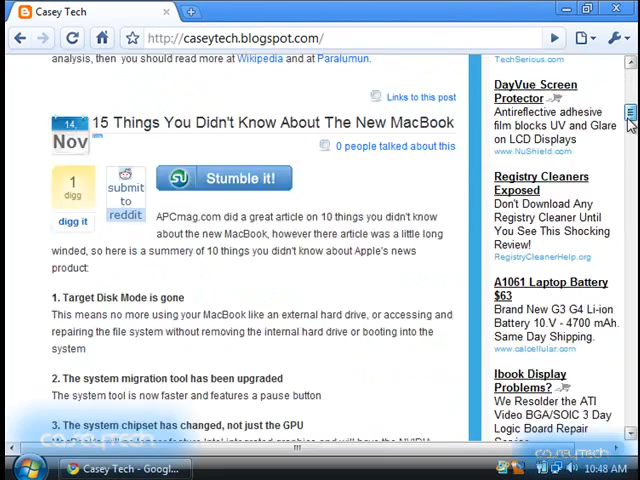 Casey Tech
http://caseytech.blogspot.com/
analysis, then you should read more at Wikipedia and at Paralumun.
Links to this post
14
Nov
15 Things You Didn't Know About The New MacBook
0 people talked about this
1
digg
digg it
submit
to
reddit
Stumble it!
APCmag.com did a great article on 10 things you didn't know
about the new MacBook, however there article was a little long
winded, so here is a summery of 10 things you didn't know about Apple's news
product:
1. Target Disk Mode is gone
This means no more using your MacBook like an external hard drive, or accessing and
repairing the file system without removing the internal hard drive or booting into the
system
2. The system migration tool has been upgraded
The system tool is now faster and features a pause button
3. The system chipset has changed, not just the GPU
TechSerious.com
DayVue Screen
Protector
Antireflective adhesive
film blocks UV and Glare
on LCD Displays
www.NuShield.com
Registry Cleaners
Exposed
Don't Download Any
Registry Cleaner Until
You See This Shocking
Review!
RegistryCleanerHelp.org
A1061 Laptop Battery
$63
Brand New G3 G4 Li-ion
Battery 10.V - 4700 mAh.
Same Day Shipping.
www.calcellular.com
Ibook Display
Problems?
We Resolder the ATI
Video BGA/SOIC 3 Day
Logic Board Repair
caseytech
caseytech
Casey Tech - Googl...
10:48 AM